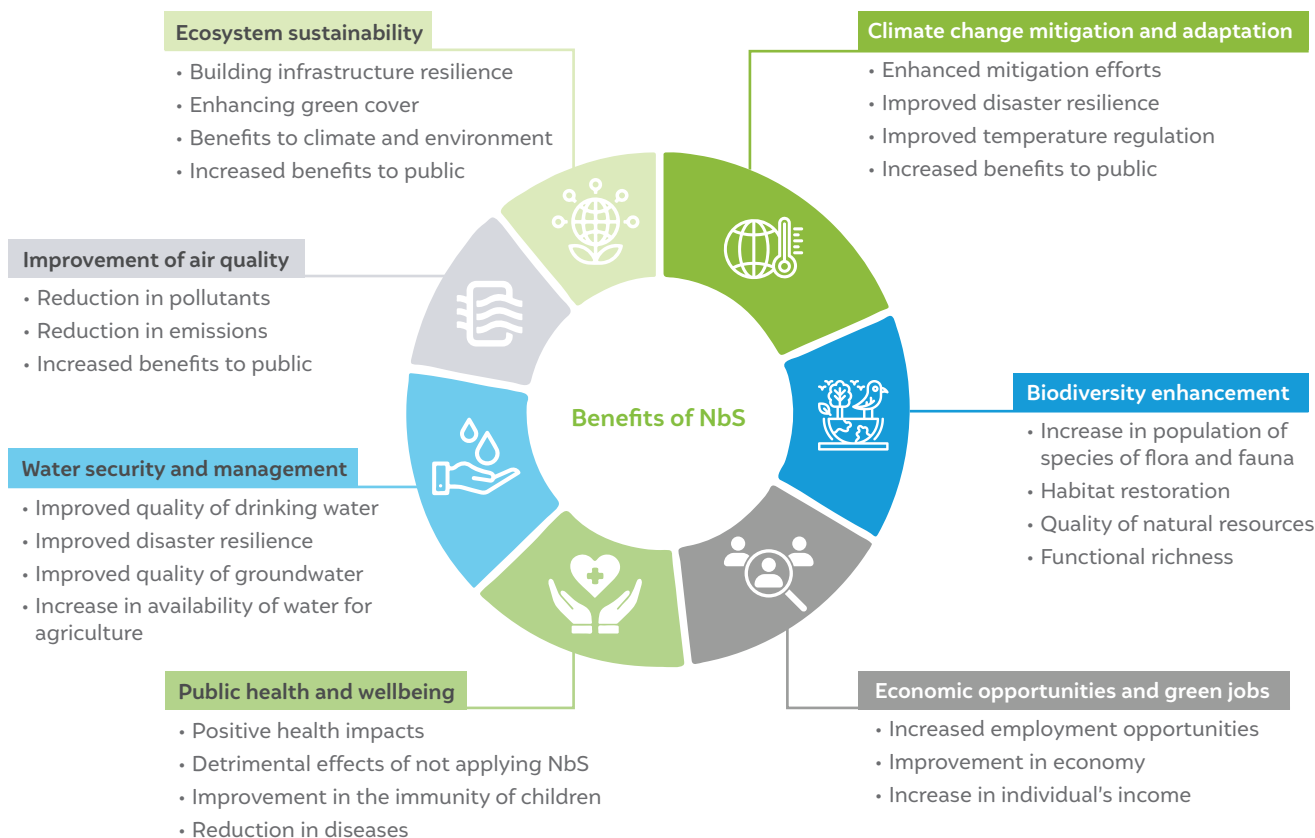 Ecosystem sustainability
• Building infrastructure resilience
• Enhancing green cover
• Benefits to climate and environment
• Increased benefits to public
Climate change mitigation and adaptation
• Enhanced mitigation efforts
• Improved disaster resilience
• Improved temperature regulation
• Increased benefits to public
Improvement of air quality
• Reduction in pollutants
• Reduction in emissions
• Increased benefits to public
Benefits of NbS
Biodiversity enhancement
• Increase in population of
species of flora and fauna
• Habitat restoration
• Quality of natural resources
• Functional richness
Water security and management
• Improved quality of drinking water
• Improved disaster resilience
• Improved quality of groundwater
• Increase in availability of water for
agriculture
Public health and wellbeing
• Positive health impacts
• Detrimental effects of not applying NbS
• Improvement in the immunity of children
• Reduction in diseases
Economic opportunities and green jobs
• Increased employment opportunities
• Improvement in economy
• Increase in individual's income